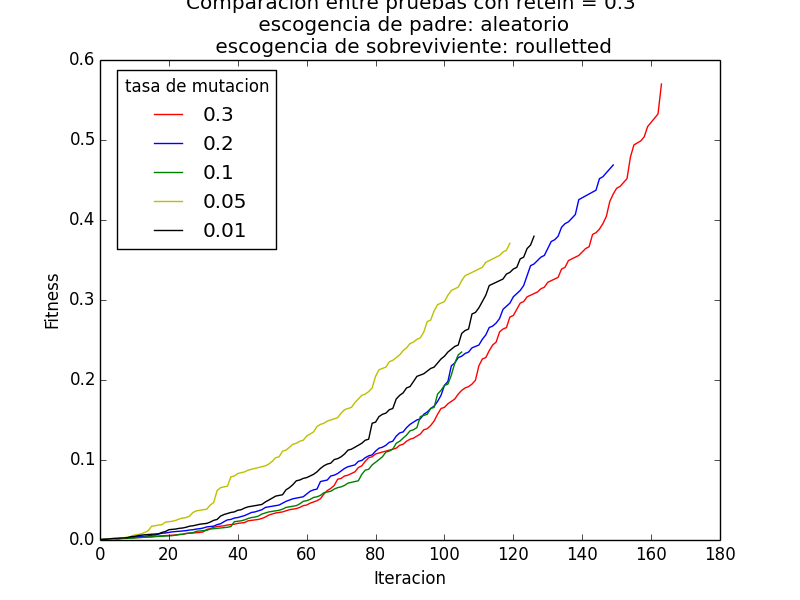 Comparacion entre pruebas con retein = 0.3
escogencia de padre: aleatorio
escogencia de sobreviviente: roulletted
tasa de mutacion
0.3
0.2
0.1
0.05
0.01
Fitness
0.6
0.5
0.4
0.3
0.2
0.1
0.0
0 20 40 60 80 100 120 140 160 180
Iteracion